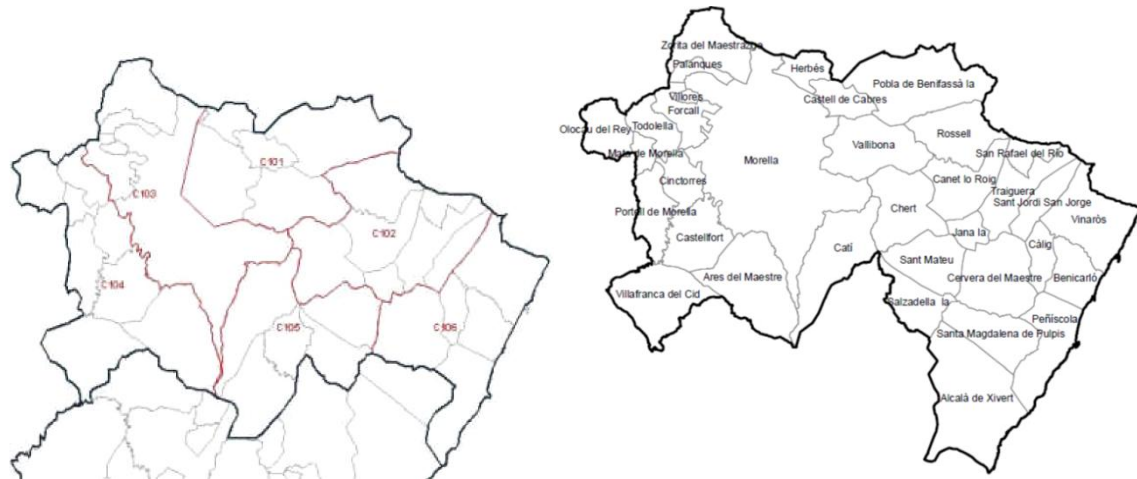 C101
C103
C102
C104
C105
C106
Zorita del Maestrazgo
Palanques
Herbés
Pobla de Benifassà la
Villores
Castell de Cabres
Forcall
Olocau del Rey
Todolella
Rossell
Vallibona
Mata de Morella
Morella
San Rafael del Río
Cinctorres
Canet lo Roig
Traiguera
Chert
Sant Jordi San Jorge
Portell de Morella
Vinaròs
Jana la
Castellfort
Catí
Càlig
Sant Mateu
Ares del Maestre
Cervera del Maestre
Benicarló
Villafranca del Cid
Salzadella la
Peñíscola
Santa Magdalena de Pulpis
Alcalà de Xivert